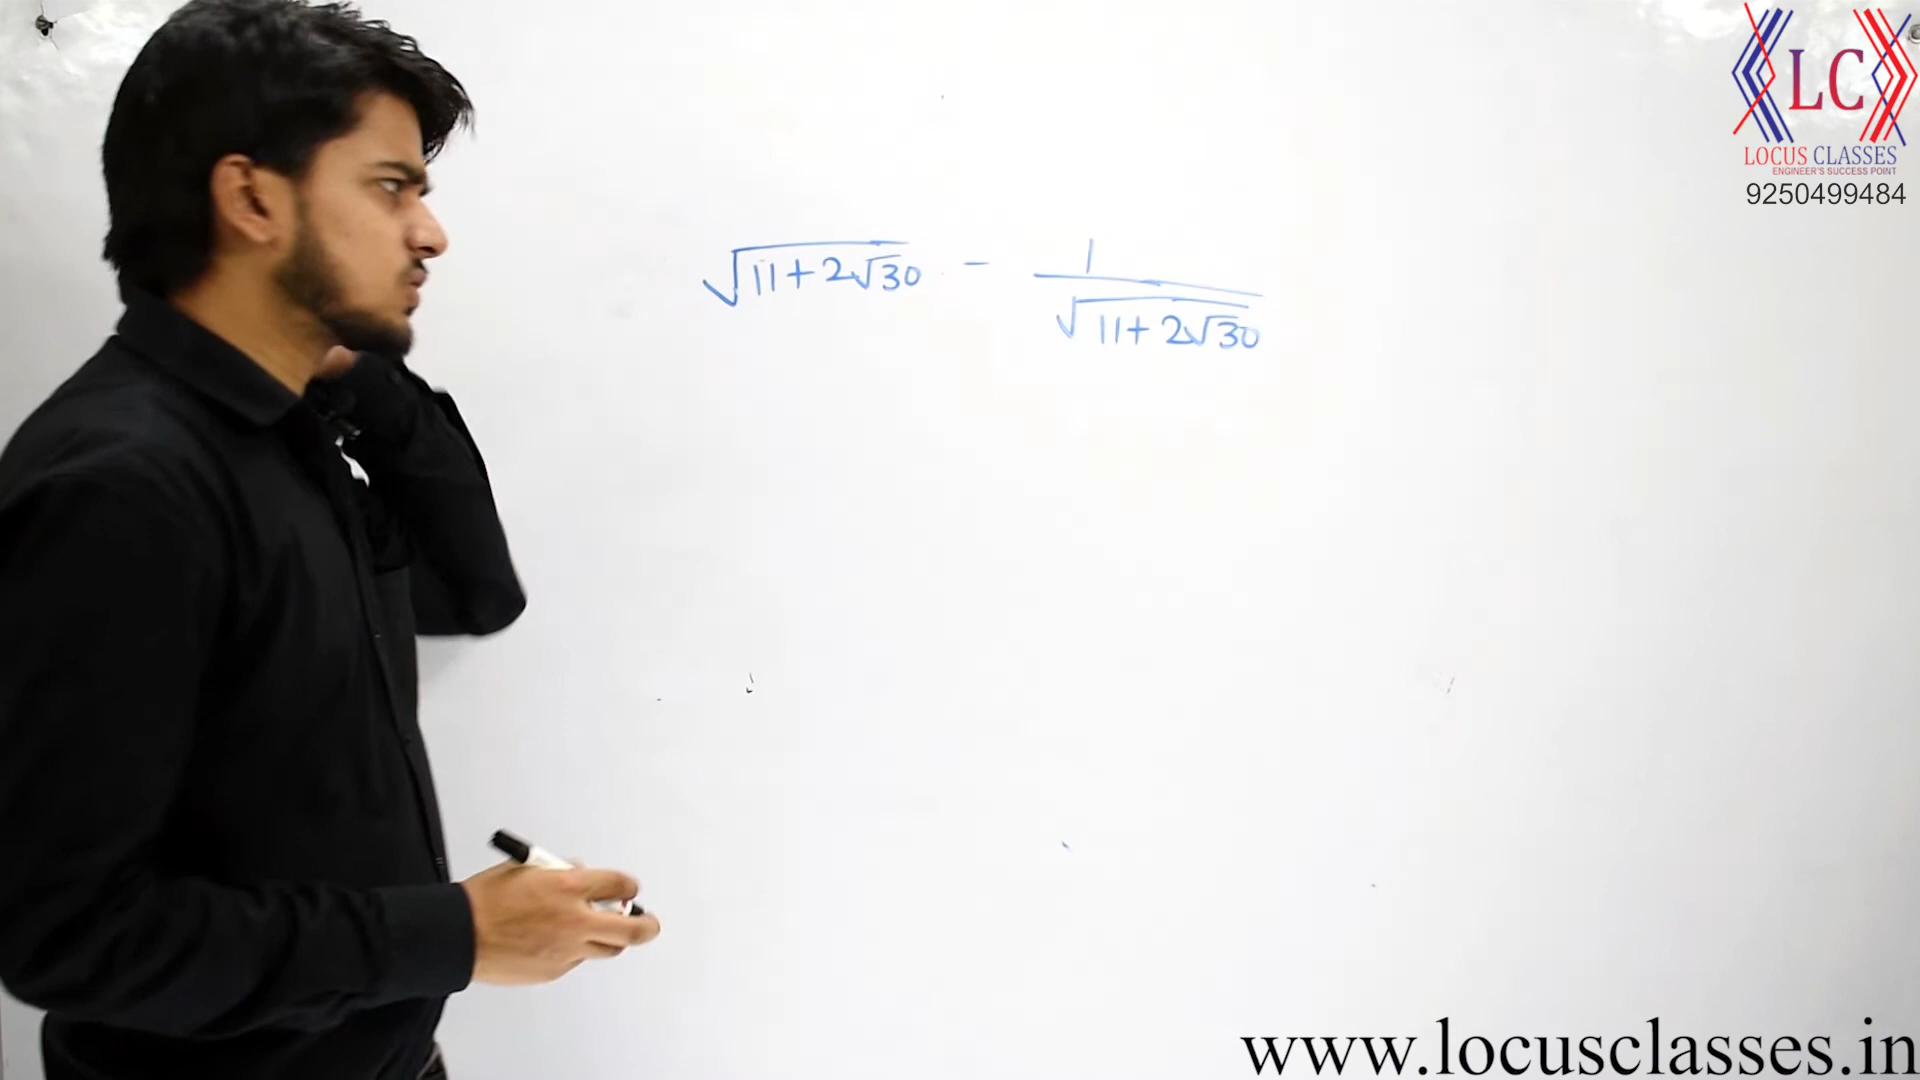 LC
LOCUS CLASSES
ENGINEER'S SUCCESS POINT
9250499484
√11+2√30 - 1/√11+2√30
www.locusclasses.in